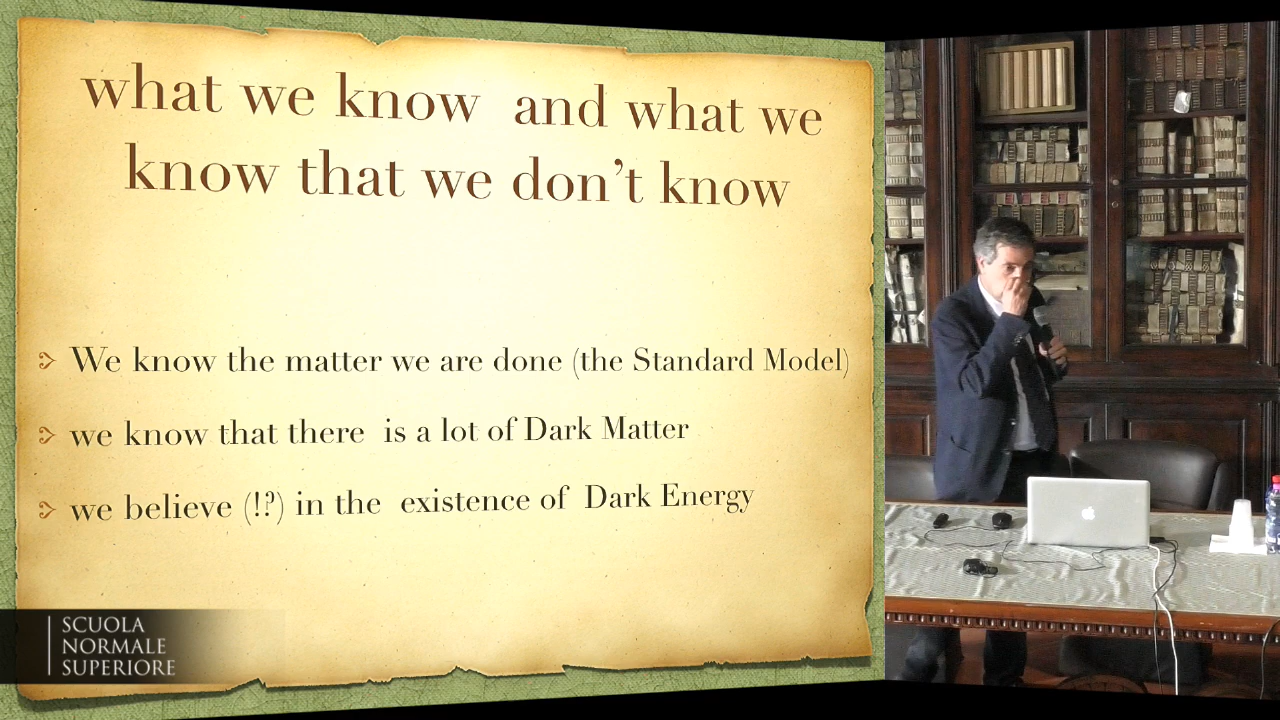 what we know and what we
know that we don't know
We know the matter we are done (the Standard Model)
we know that there is a lot of Dark Matter
we believe (!?) in the existence of Dark Energy
SCUOLA
NORMALE
SUPERIORE